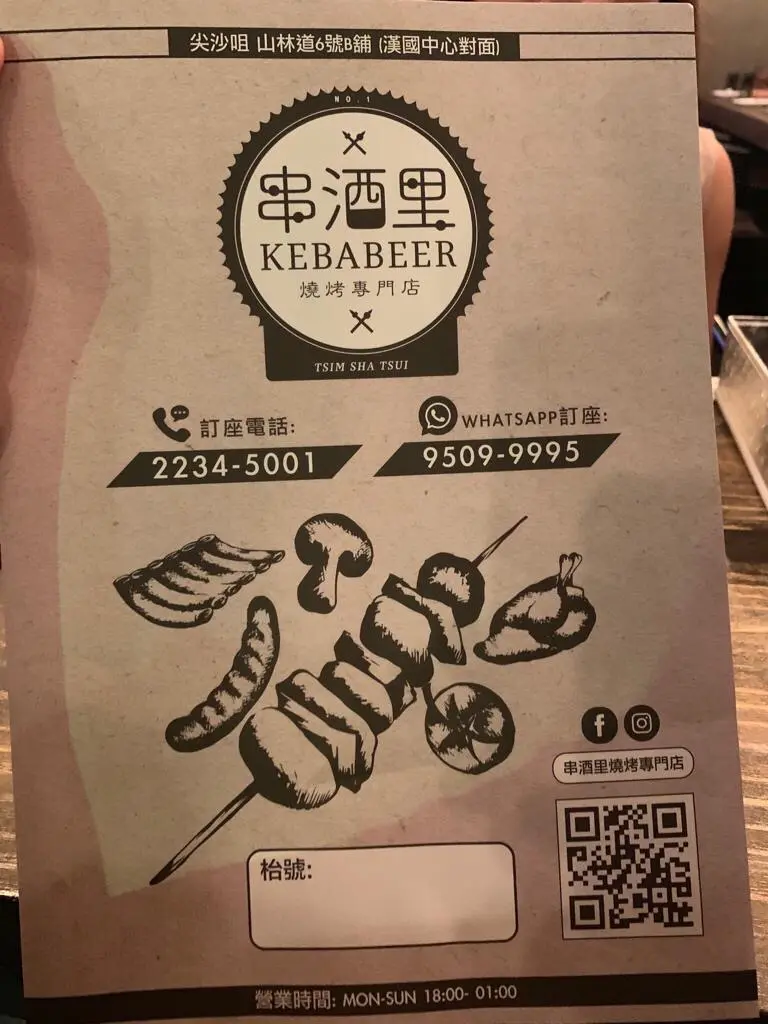 尖沙咀 山林道6號B舖 (漢國中心對面)
NO.1
串酒里
KEBABEER
燒烤專門店
TSIM SHA TSUI
訂座電話:
2234-5001
WHATSAPP訂座:
9509-9995
串酒里燒烤專門店
枱號:
營業時間: MON-SUN 18:00- 01:00